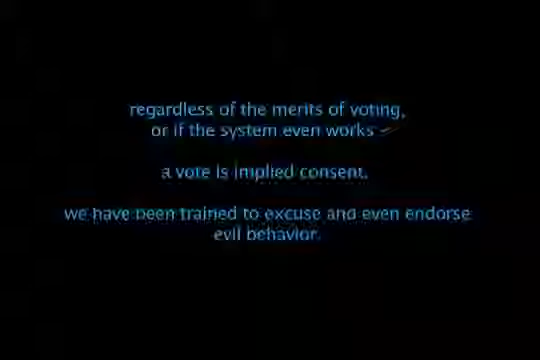 regardless of the merits of voting,
or if the system even works –
a vote is implied consent.
we have been trained to excuse and even endorse
evil behavior.